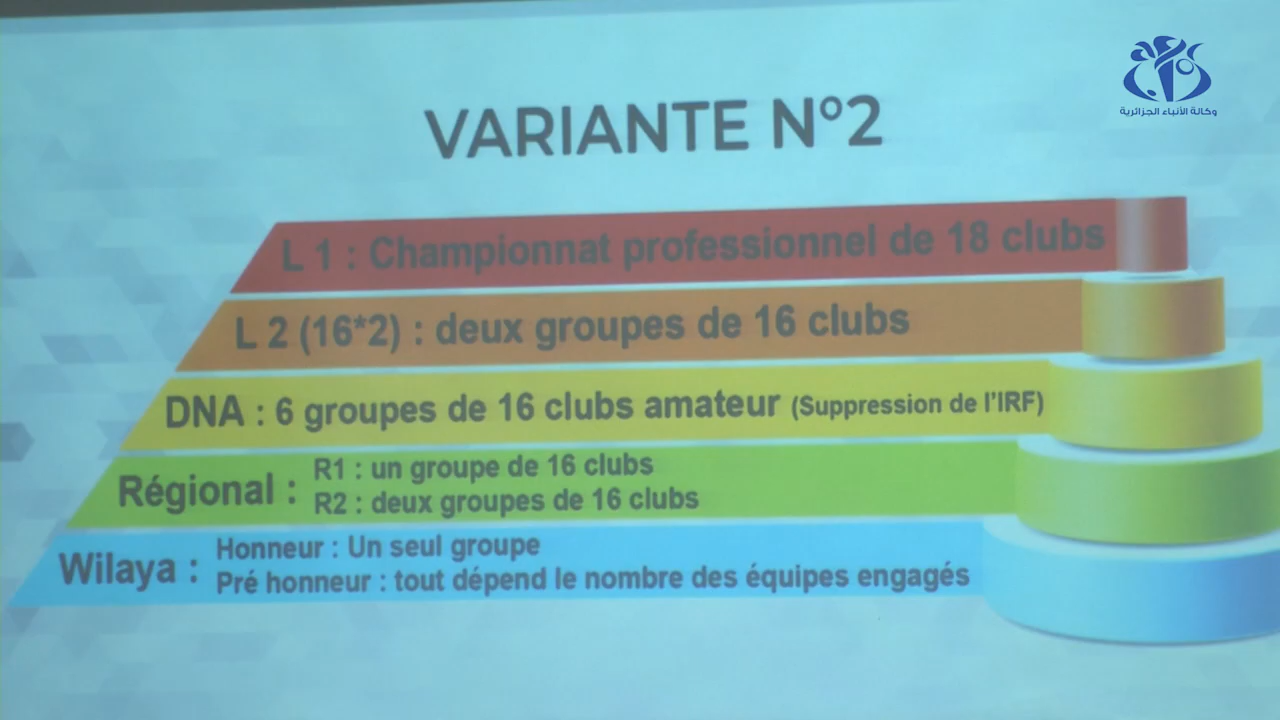 وكالة الأنباء الجزائرية
VARIANTE N°2
L 1 : Championnat professionnel de 18 clubs
L 2 (16*2) : deux groupes de 16 clubs
DNA : 6 groupes de 16 clubs amateur (Suppression de l'IRF)
Régional :
R1 : un groupe de 16 clubs
R2 : deux groupes de 16 clubs
Wilaya :
Honneur : Un seul groupe
Pré honneur : tout dépend le nombre des équipes engagés